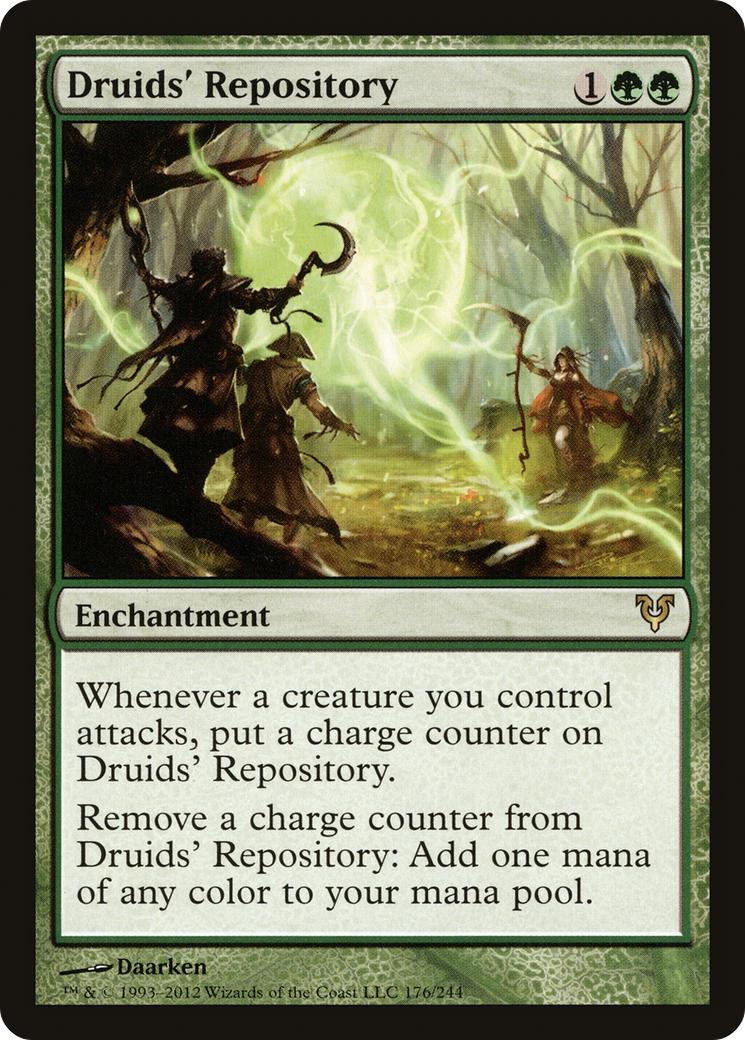 Druids' Repository 1
Enchantment
Whenever a creature you control
attacks, put a charge counter on
Druids' Repository.
Remove a charge counter from
Druids' Repository: Add one mana
of any color to your mana pool.
Daarken
™ & © 1993–2012 Wizards of the Coast LLC 176/244